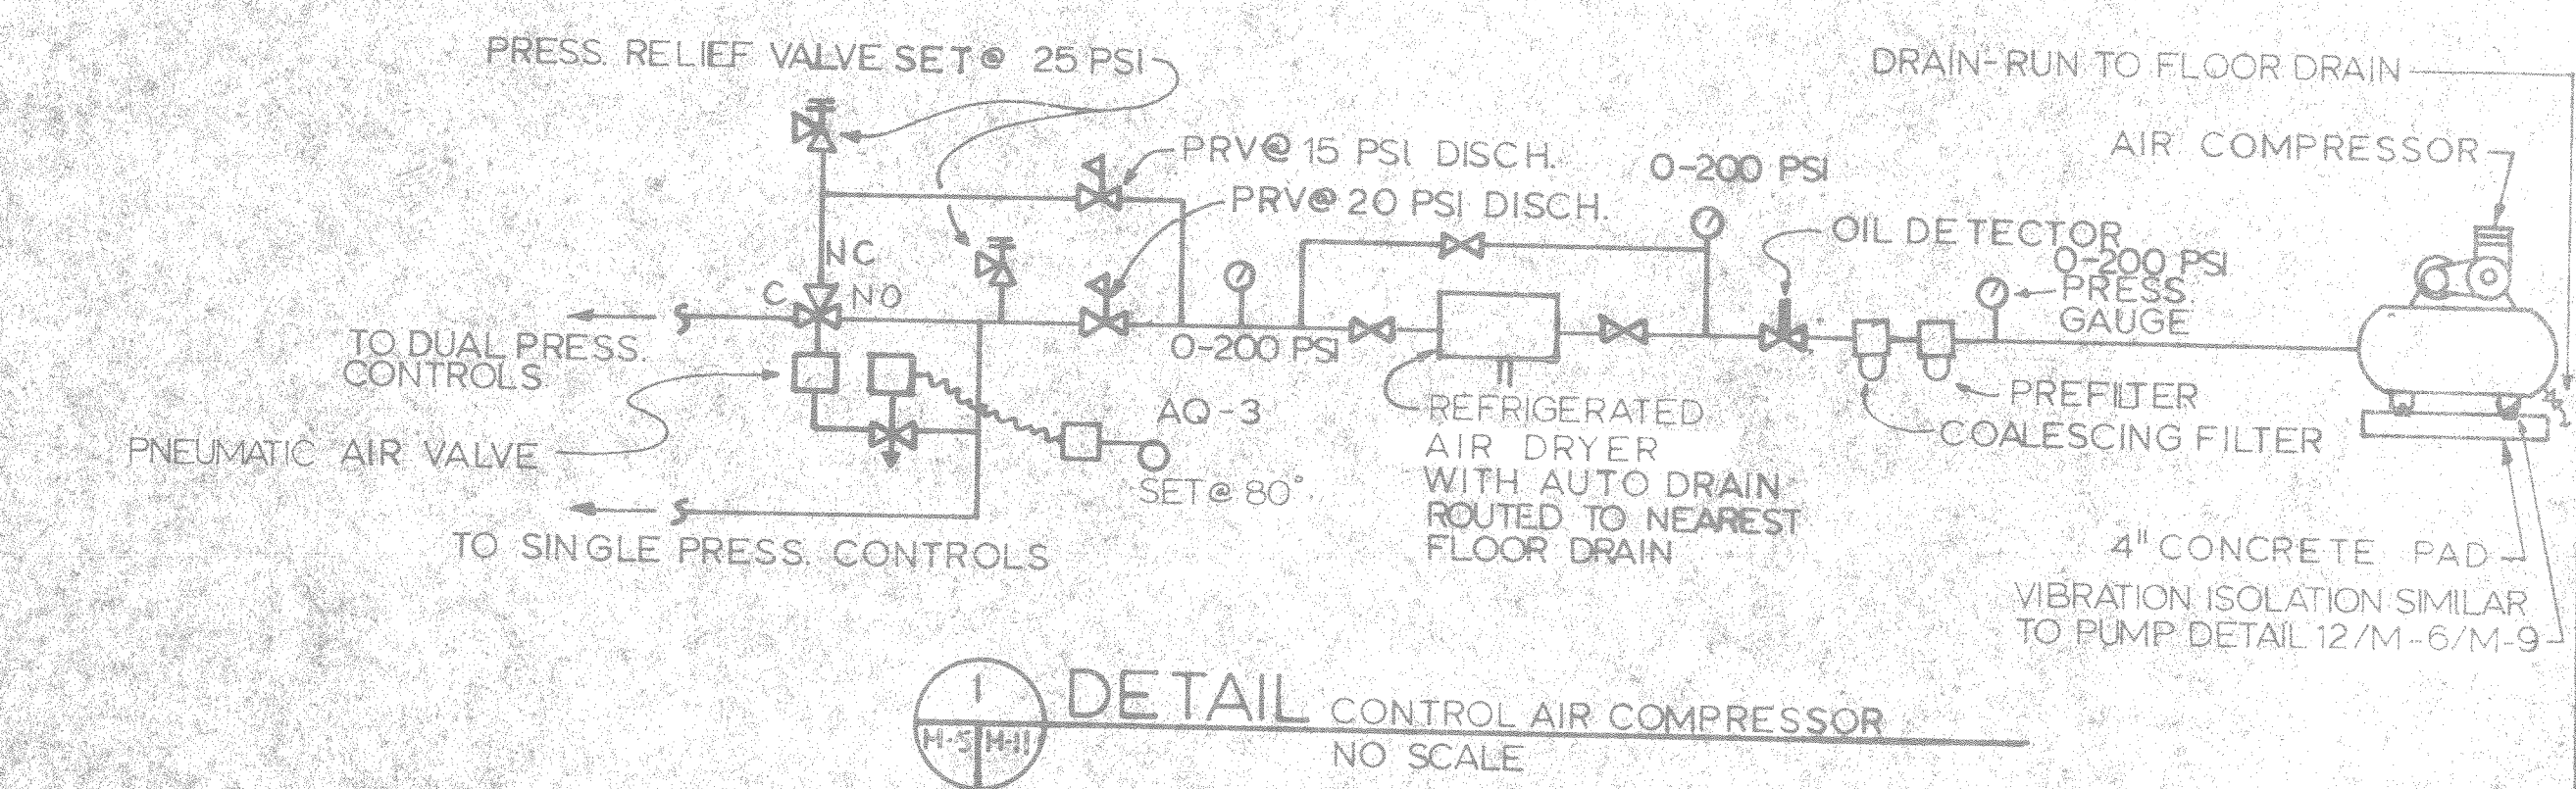 PRESS. RELIEF VALVE SET @ 25 PSI
DRAIN-RUN TO FLOOR DRAIN
AIR COMPRESSOR
PRV@ 15 PSI DISCH.
PRV@ 20 PSI DISCH.
0-200 PSI
OIL DETECTOR
0-200 PSI
PRESS.
GAUGE
NC
C
NO
TO DUAL PRESS.
CONTROLS
0-200 PSI
PREFILTER
COALESCING FILTER
AQ-3
REFRIGERATED
AIR DRYER
WITH AUTO DRAIN
ROUTED TO NEAREST
FLOOR DRAIN
PNEUMATIC AIR VALVE
SET@ 80°
TO SINGLE PRESS. CONTROLS
4" CONCRETE PAD
VIBRATION ISOLATION SIMILAR
TO PUMP DETAIL 12/M-6/M-9
1
M-5 M-11
DETAIL CONTROL AIR COMPRESSOR
NO SCALE